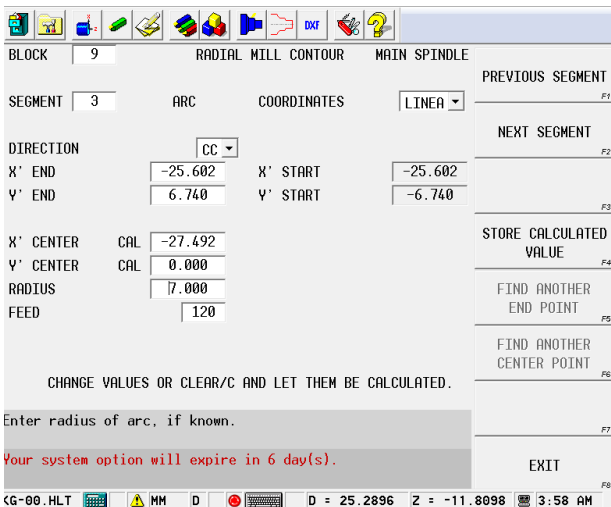 DXF
BLOCK 9 RADIAL MILL CONTOUR MAIN SPINDLE
PREVIOUS SEGMENT
F1
SEGMENT 3 ARC COORDINATES LINEA
NEXT SEGMENT
F2
DIRECTION CC
X' END -25.602 X' START -25.602
Y' END 6.740 Y' START -6.740
F3
X' CENTER CAL -27.492
STORE CALCULATED
VALUE
F4
Y' CENTER CAL 0.000
RADIUS 7.000
FEED 120
FIND ANOTHER
END POINT
F5
FIND ANOTHER
CENTER POINT
F6
CHANGE VALUES OR CLEAR/C AND LET THEM BE CALCULATED.
Enter radius of arc, if known.
F7
Your system option will expire in 6 day(s).
EXIT
F8
KG-00.HLT MM D D = 25.2896 Z = -11.8098 3:58 AM